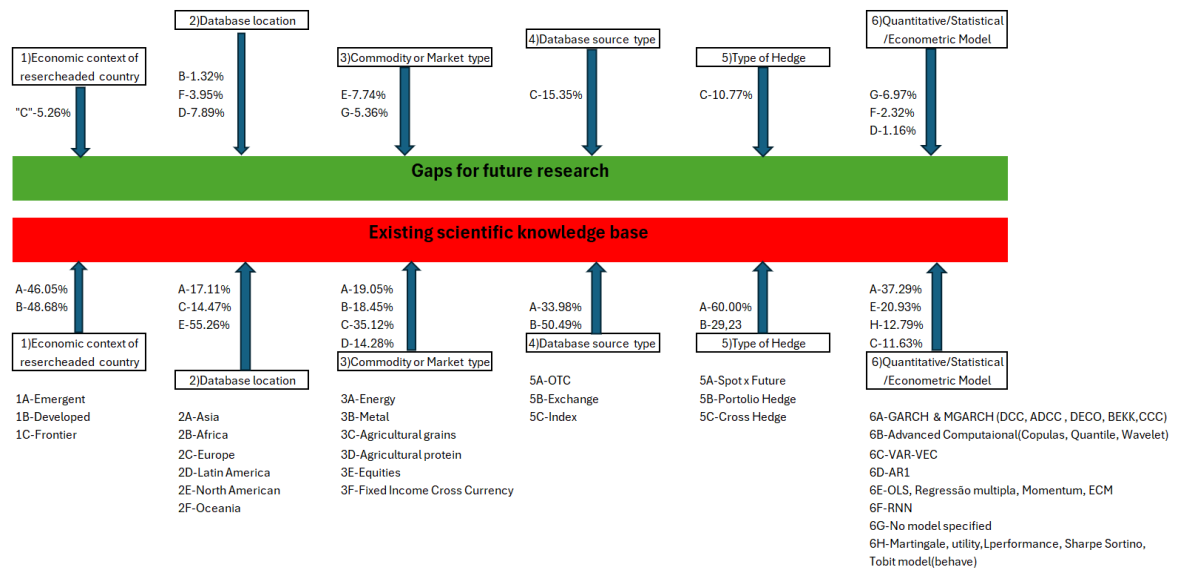 1)Economic context of
resercheaded country
"C"-5.26%
2)Database location
B-1.32%
F-3.95%
D-7.89%
3)Commodity or Market type
E-7.74%
G-5.36%
4)Database source type
C-15.35%
5)Type of Hedge
C-10.77%
6)Quantitative/Statistical
/Econometric Model
G-6.97%
F-2.32%
D-1.16%
Gaps for future research
Existing scientific knowledge base
A-46.05%
B-48.68%
1)Economic context of
resercheaded country
1A-Emergent
1B-Developed
1C-Frontier
A-17.11%
C-14.47%
E-55.26%
2)Database location
2A-Asia
2B-Africa
2C-Europe
2D-Latin America
2E-North American
2F-Oceania
A-19.05%
B-18.45%
C-35.12%
D-14.28%
3)Commodity or Market type
3A-Energy
3B-Metal
3C-Agricultural grains
3D-Agricultural protein
3E-Equities
3F-Fixed Income Cross Currency
A-33.98%
B-50.49%
4)Database source type
5A-OTC
5B-Exchange
5C-Index
A-60.00%
B-29,23
5)Type of Hedge
5A-Spot x Future
5B-Portolio Hedge
5C-Cross Hedge
A-37.29%
E-20.93%
H-12.79%
C-11.63%
6)Quantitative/Statistical
/Econometric Model
6A-GARCH & MGARCH (DCC, ADCC , DECO, BEKK,CCC)
6B-Advanced Computaional(Copulas, Quantile, Wavelet)
6C-VAR-VEC
6D-AR1
6E-OLS, Regressão multipla, Momentum, ECM
6F-RNN
6G-No model specified
6H-Martingale, utility,Lperformance, Sharpe Sortino,
Tobit model(behave)